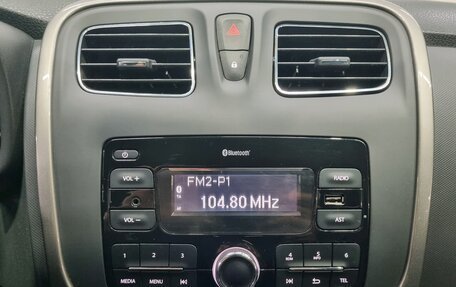 Bluetooth
VOL +
FM2-P1
RADIO
104.80 MHz
VOL −
AST
1 2 3
4 5 6
MEDIA MENU
TEL